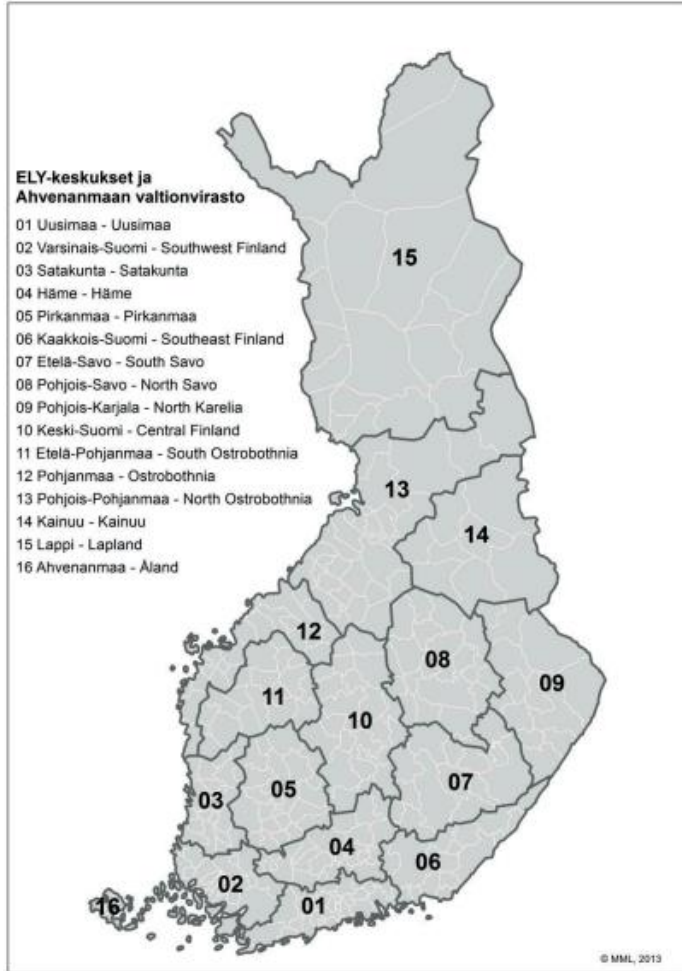 ELY-keskukset ja
Ahvenanmaan valtionvirasto
01 Uusimaa - Uusimaa
02 Varsinais-Suomi - Southwest Finland
03 Satakunta - Satakunta
04 Häme - Häme
05 Pirkanmaa - Pirkanmaa
06 Kaakkois-Suomi - Southeast Finland
07 Etelä-Savo - South Savo
08 Pohjois-Savo - North Savo
09 Pohjois-Karjala - North Karelia
10 Keski-Suomi - Central Finland
11 Etelä-Pohjanmaa - South Ostrobothnia
12 Pohjanmaa - Ostrobothnia
13 Pohjois-Pohjanmaa - North Ostrobothnia
14 Kainuu - Kainuu
15 Lappi - Lapland
16 Ahvenanmaa - Åland
15
13
14
12
08
09
11
10
07
05
03
04
06
02
01
16
© MML, 2013